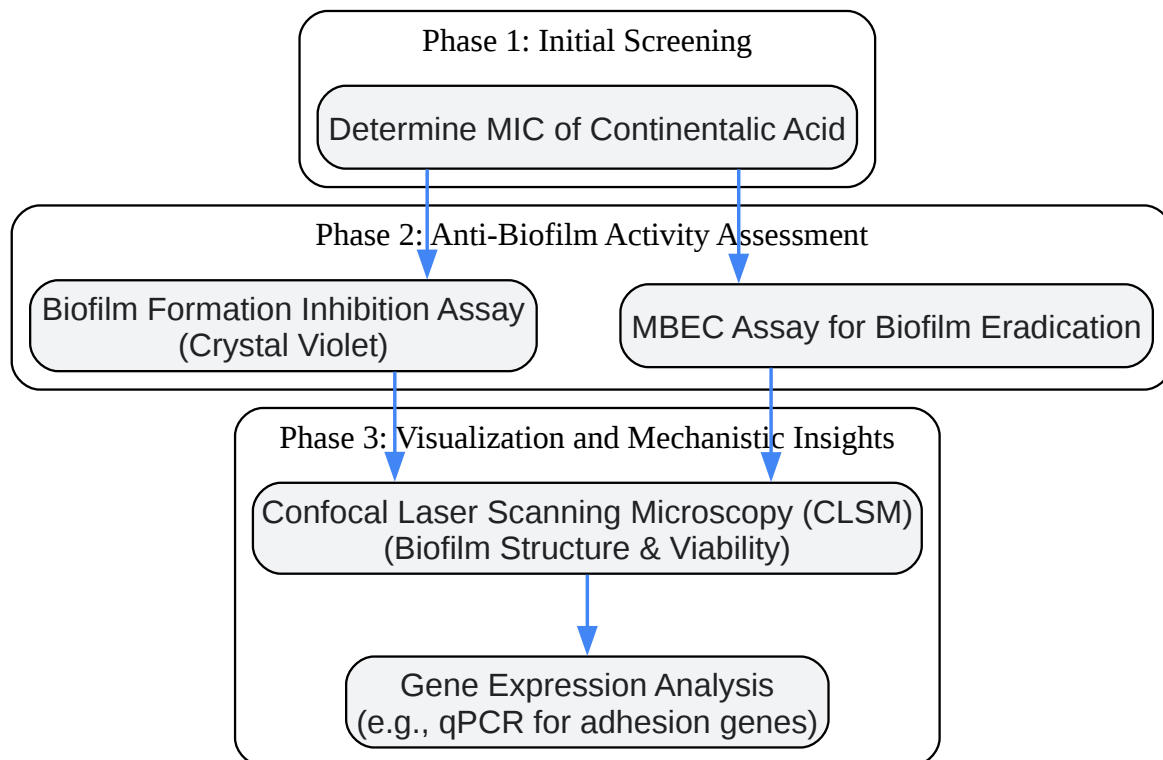 Phase 1: Initial Screening
Determine MIC of Continentalic Acid
Phase 2: Anti-Biofilm Activity Assessment
Biofilm Formation Inhibition Assay
(Crystal Violet)
MBEC Assay for Biofilm Eradication
Phase 3: Visualization and Mechanistic Insights
Confocal Laser Scanning Microscopy (CLSM)
(Biofilm Structure & Viability)
Gene Expression Analysis
(e.g., qPCR for adhesion genes)